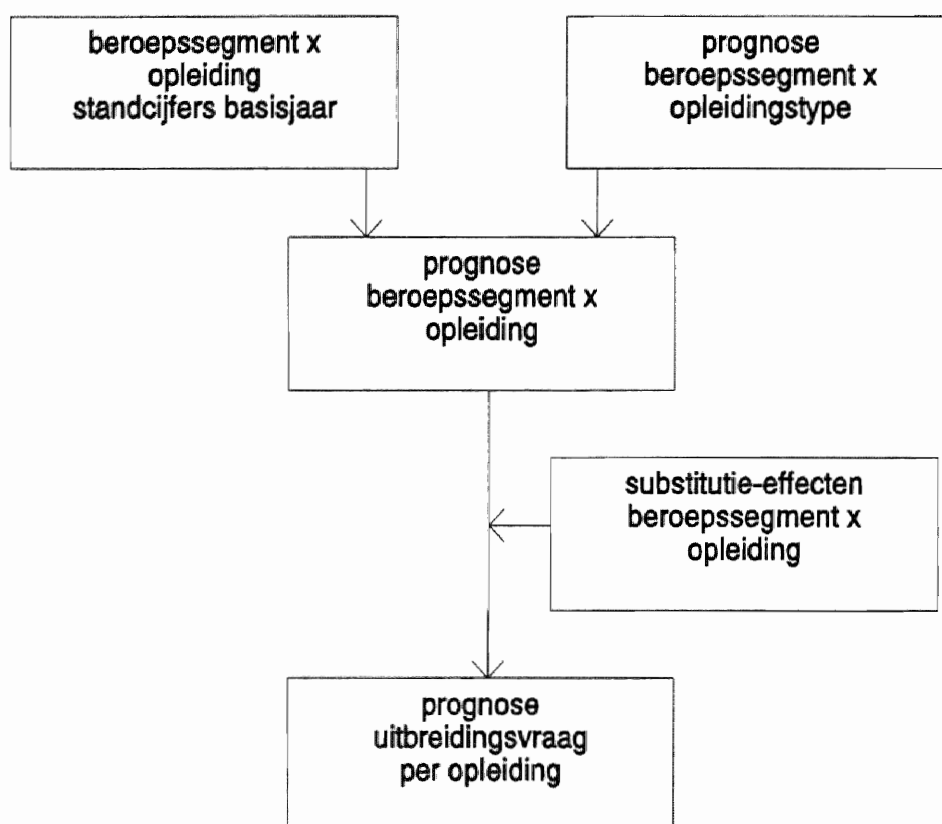 beroepssegment x
opleiding
standcijfers basisjaar
prognose
beroepssegment x
opleidingstype
prognose
beroepssegment x
opleiding
substitutie-effecten
beroepssegment x
opleiding
prognose
uitbreidingsvraag
per opleiding